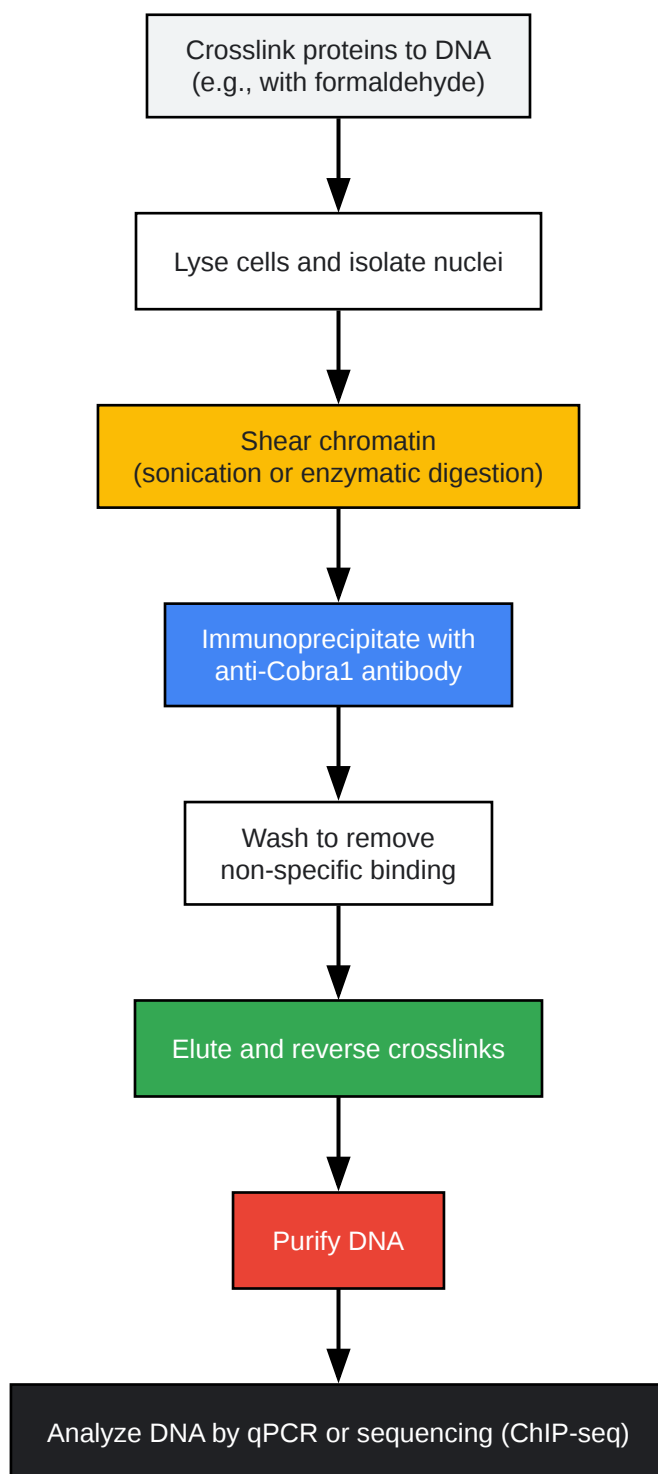 Crosslink proteins to DNA
(e.g., with formaldehyde)
Lyse cells and isolate nuclei
Shear chromatin
(sonication or enzymatic digestion)
Immunoprecipitate with
anti-Cobra1 antibody
Wash to remove
non-specific binding
Elute and reverse crosslinks
Purify DNA
Analyze DNA by qPCR or sequencing (ChIP-seq)